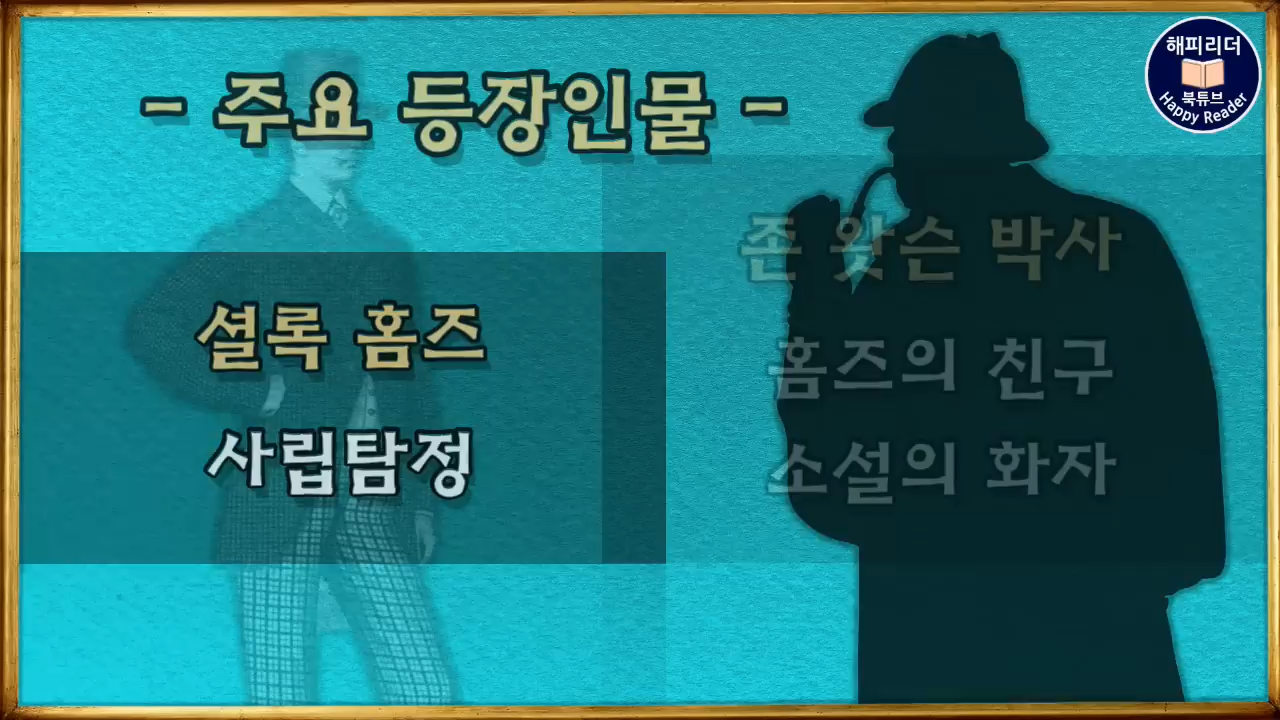 - 주요 등장인물 -
셜록 홈즈
사립탐정
존 왓슨 박사
홈즈의 친구
소설의 화자
해피리더
북튜브
Happy Reader